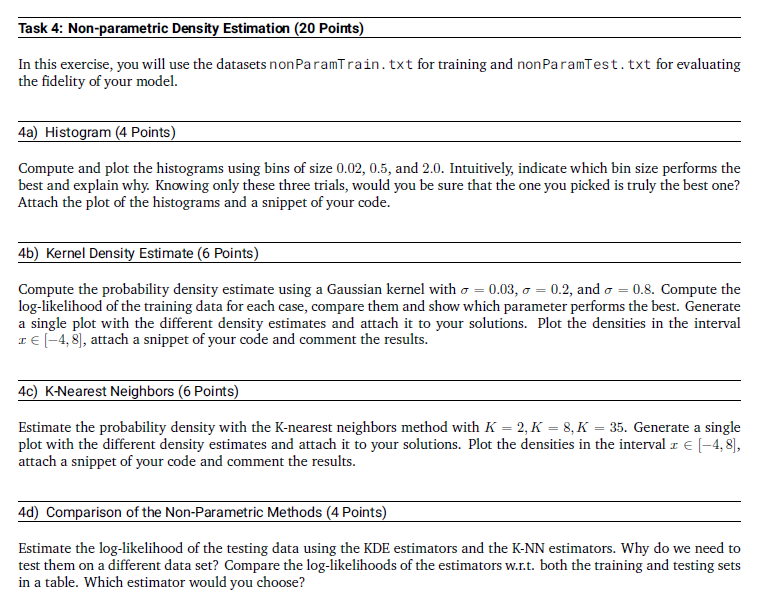 Task 4: Non-parametric Density Estimation (20 Points)
In this exercise, you will use the datasets nonParamTrain.txt for training and nonParamTest.txt for evaluating
the fidelity of your model.
4a) Histogram (4 Points)
Compute and plot the histograms using bins of size 0.02, 0.5, and 2.0. Intuitively, indicate which bin size performs the
best and explain why. Knowing only these three trials, would you be sure that the one you picked is truly the best one?
Attach the plot of the histograms and a snippet of your code.
4b) Kernel Density Estimate (6 Points)
Compute the probability density estimate using a Gaussian kernel with σ = 0.03, σ = 0.2, and σ = 0.8. Compute the
log-likelihood of the training data for each case, compare them and show which parameter performs the best. Generate
a single plot with the different density estimates and attach it to your solutions. Plot the densities in the interval
x ∈ [−4, 8], attach a snippet of your code and comment the results.
4c) K-Nearest Neighbors (6 Points)
Estimate the probability density with the K-nearest neighbors method with K = 2, K = 8, K = 35. Generate a single
plot with the different density estimates and attach it to your solutions. Plot the densities in the interval x ∈ [−4, 8],
attach a snippet of your code and comment the results.
4d) Comparison of the Non-Parametric Methods (4 Points)
Estimate the log-likelihood of the testing data using the KDE estimators and the K-NN estimators. Why do we need to
test them on a different data set? Compare the log-likelihoods of the estimators w.r.t. both the training and testing sets
in a table. Which estimator would you choose?